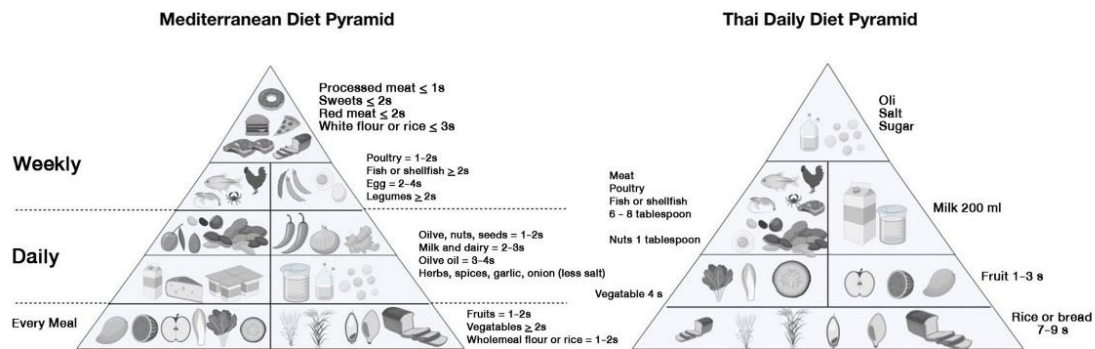 Mediterranean Diet Pyramid
Processed meat ≤ 1s
Sweets ≤ 2s
Red meat ≤ 2s
White flour or rice ≤ 3s
Weekly
Poultry = 1-2s
Fish or shellfish ≥ 2s
Egg = 2-4s
Legumes ≥ 2s
Daily
Oilve, nuts, seeds = 1-2s
Milk and dairy = 2-3s
Oilve oil = 3-4s
Herbs, spices, garlic, onion (less salt)
Every Meal
Fruits = 1-2s
Vegatables ≥ 2s
Wholemeal flour or rice = 1-2s
Thai Daily Diet Pyramid
Oli
Salt
Sugar
Meat
Poultry
Fish or shellfish
6 - 8 tablespoon
Nuts 1 tablespoon
Milk 200 ml
Vegatable 4 s
Fruit 1-3 s
Rice or bread
7-9 s